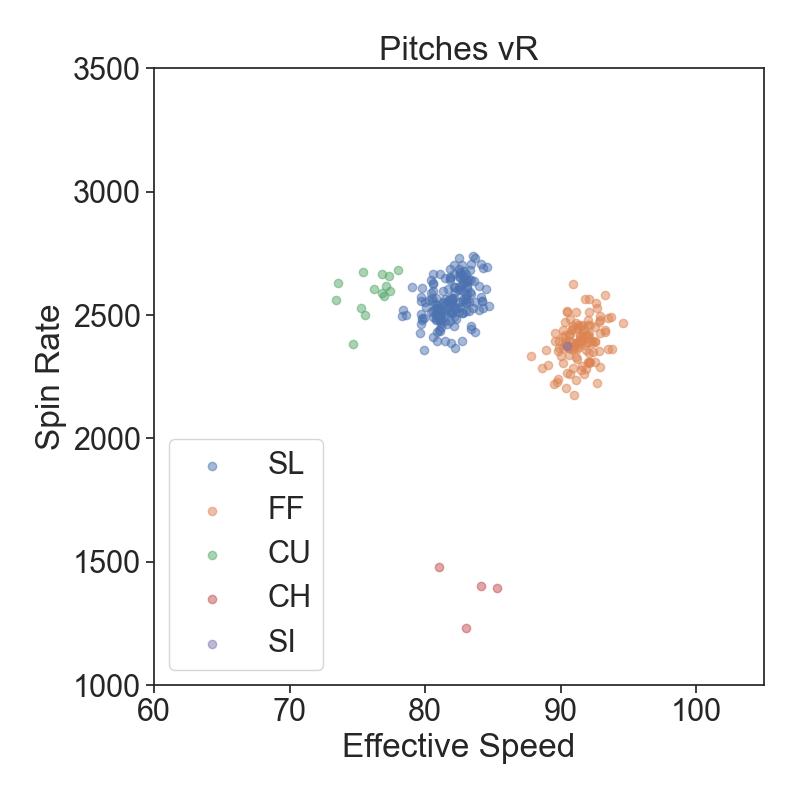 Pitches vR
3500
3000
2500
2000
1500
1000
Spin Rate
SL
FF
CU
CH
SI
60 70 80 90 100
Effective Speed